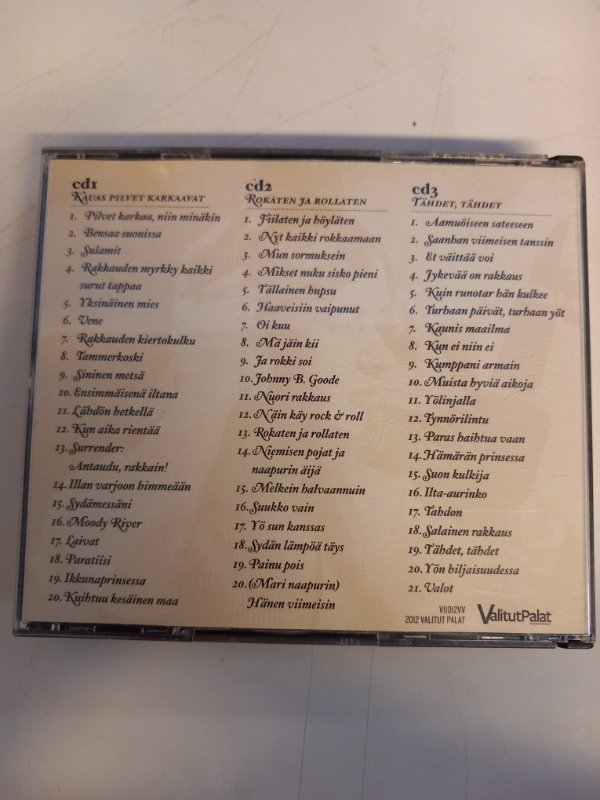 cd1
Kauas pilvet karkaavat
1. Pilvet karkaa, niin minäkin
2. Bensaa suonissa
3. Sulamit
4. Rakkauden myrkky kaikki
surut tappaa
5. Yksinäinen mies
6. Vene
7. Rakkauden kiertokulku
8. Tammerkoski
9. Sininen metsä
10. Ensimmäisenä iltana
11. Lähdön hetkellä
12. Kun aika rientää
13. Surrender:
Antaudu, rakkain!
14. Illan varjoon himmeään
15. Sydämessäni
16. Moody River
17. Laivat
18. Paratiisi
19. Ikkunaprinsessa
20. Kuihtuu kesäinen maa
cd2
Rokaten ja rollaten
1. Jiilaten ja höyläten
2. Nyt kaikki rokkaamaan
3. Mun sormuksein
4. Mikset nuku sisko pieni
5. Tällainen hupsu
6. Haaveisiin vaipunut
7. Oi kuu
8. Mä jäin kii
9. Ja rokki soi
10. Johnny B. Goode
11. Nuori rakkaus
12. Näin käy rock & roll
13. Rokaten ja rollaten
14. Niemisen pojat ja
naapurin äijä
15. Melkein halvaannuin
16. Suukko vain
17. Yö sun kanssas
18. Sydän lämpöä täys
19. Painu pois
20. (Mari naapurin)
Hänen viimeisin
cd3
Tähdet, tähdet
1. Aamuöiseen sateeseen
2. Saanhan viimeisen tanssin
3. Et väittää voi
4. Jykevää on rakkaus
5. Kuin runotar hän kulkee
6. Turhaan päivät, turhaan yöt
7. Kaunis maailma
8. Kun ei niin ei
9. Kumppani armain
10. Muista hyviä aikoja
11. Yölinjalla
12. Tynnörilintu
13. Paras haihtua vaan
14. Hämärän prinsessa
15. Suon kulkija
16. Ilta-aurinko
17. Tahdon
18. Salainen rakkaus
19. Tähdet, tähdet
20. Yön hiljaisuudessa
21. Valot
VIID12VV
2012 VALITUT PALAT
ValitutPalat